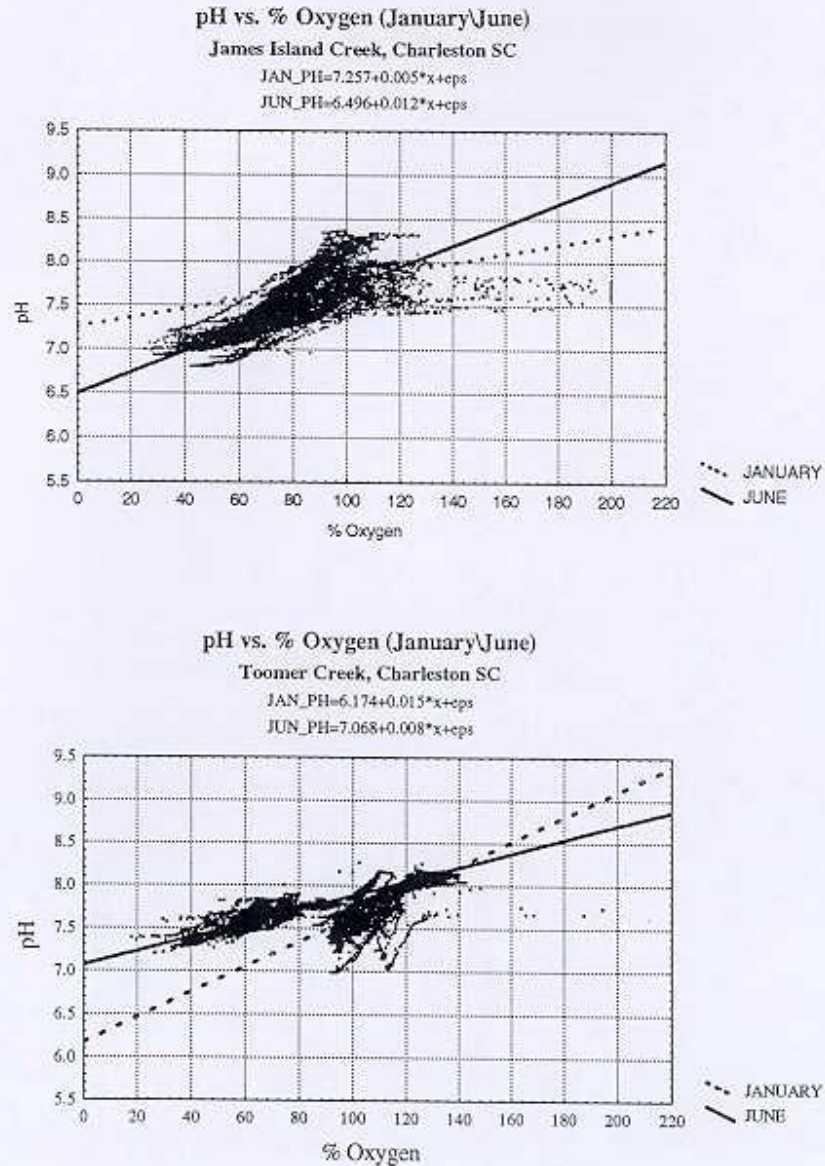 pH vs. % Oxygen (January\June)
James Island Creek, Charleston SC
JAN_PH=7.257+0.005*x+eps
JUN_PH=6.496+0.012*x+eps
9.5
9.0
8.5
8.0
7.5
7.0
6.5
6.0
5.5
pH
0 20 40 60 80 100 120 140 160 180 200 220
% Oxygen
JANUARY
JUNE
pH vs. % Oxygen (January\June)
Toomer Creek, Charleston SC
JAN_PH=6.174+0.015*x+eps
JUN_PH=7.068+0.008*x+eps
9.5
9.0
8.5
8.0
7.5
7.0
6.5
6.0
5.5
pH
0 20 40 60 80 100 120 140 160 180 200 220
% Oxygen
JANUARY
JUNE